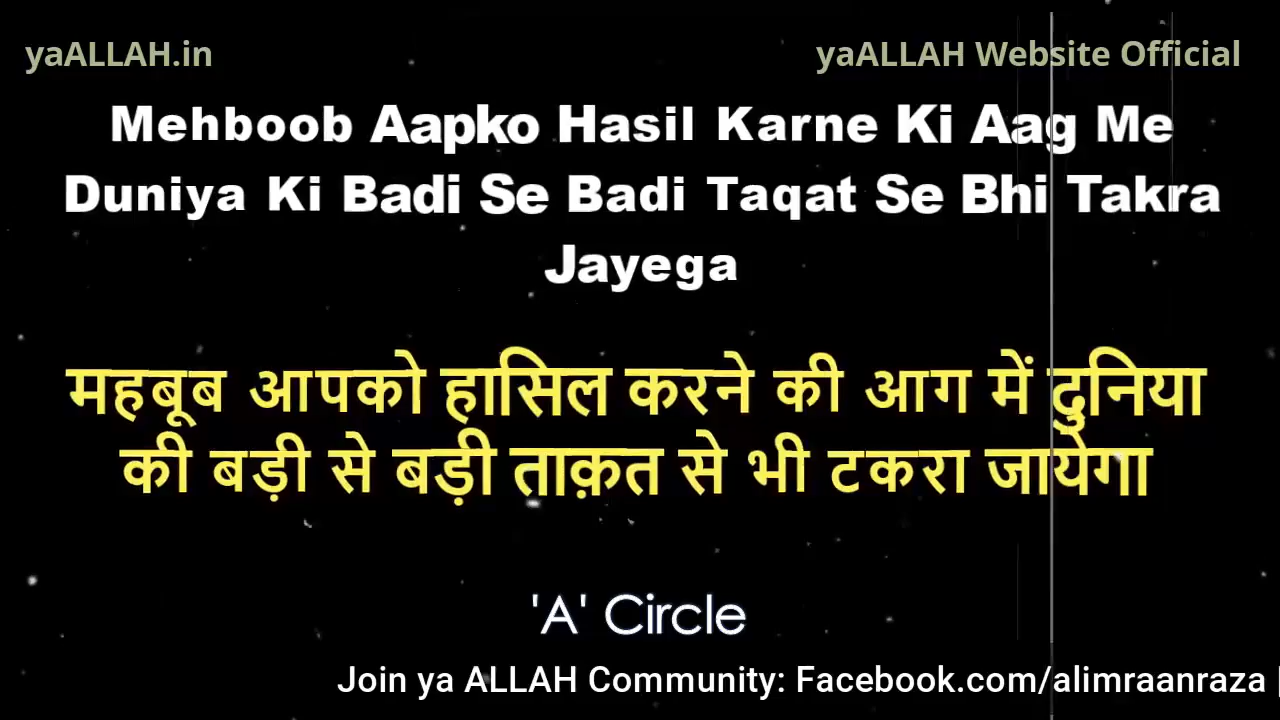 yaALLAH.in
yaALLAH Website Official
Mehboob Aapko Hasil Karne Ki Aag Me
Duniya Ki Badi Se Badi Taqat Se Bhi Takra
Jayega
महबूब आपको हासिल करने की आग में दुनिया
की बड़ी से बड़ी ताक़त से भी टकरा जायेगा
'A' Circle
Join ya ALLAH Community: Facebook.com/alimraanraza |